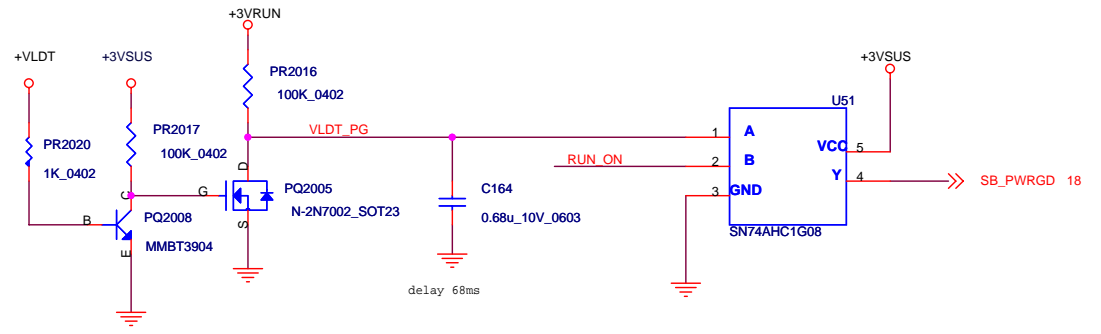 +3VRUN
+VLDT
+3VSUS
+3VSUS
PR2016
100K_0402
U51
PR2020
1K_0402
PR2017
100K_0402
VLDT_PG
1
A
VCC
5
D
RUN_ON
2
B
Y
4
SB_PWRGD 18
C
G
PQ2005
N-2N7002_SOT23
C164
0.68u_10V_0603
3
GND
B
PQ2008
MMBT3904
S
SN74AHC1G08
E
delay 68ms